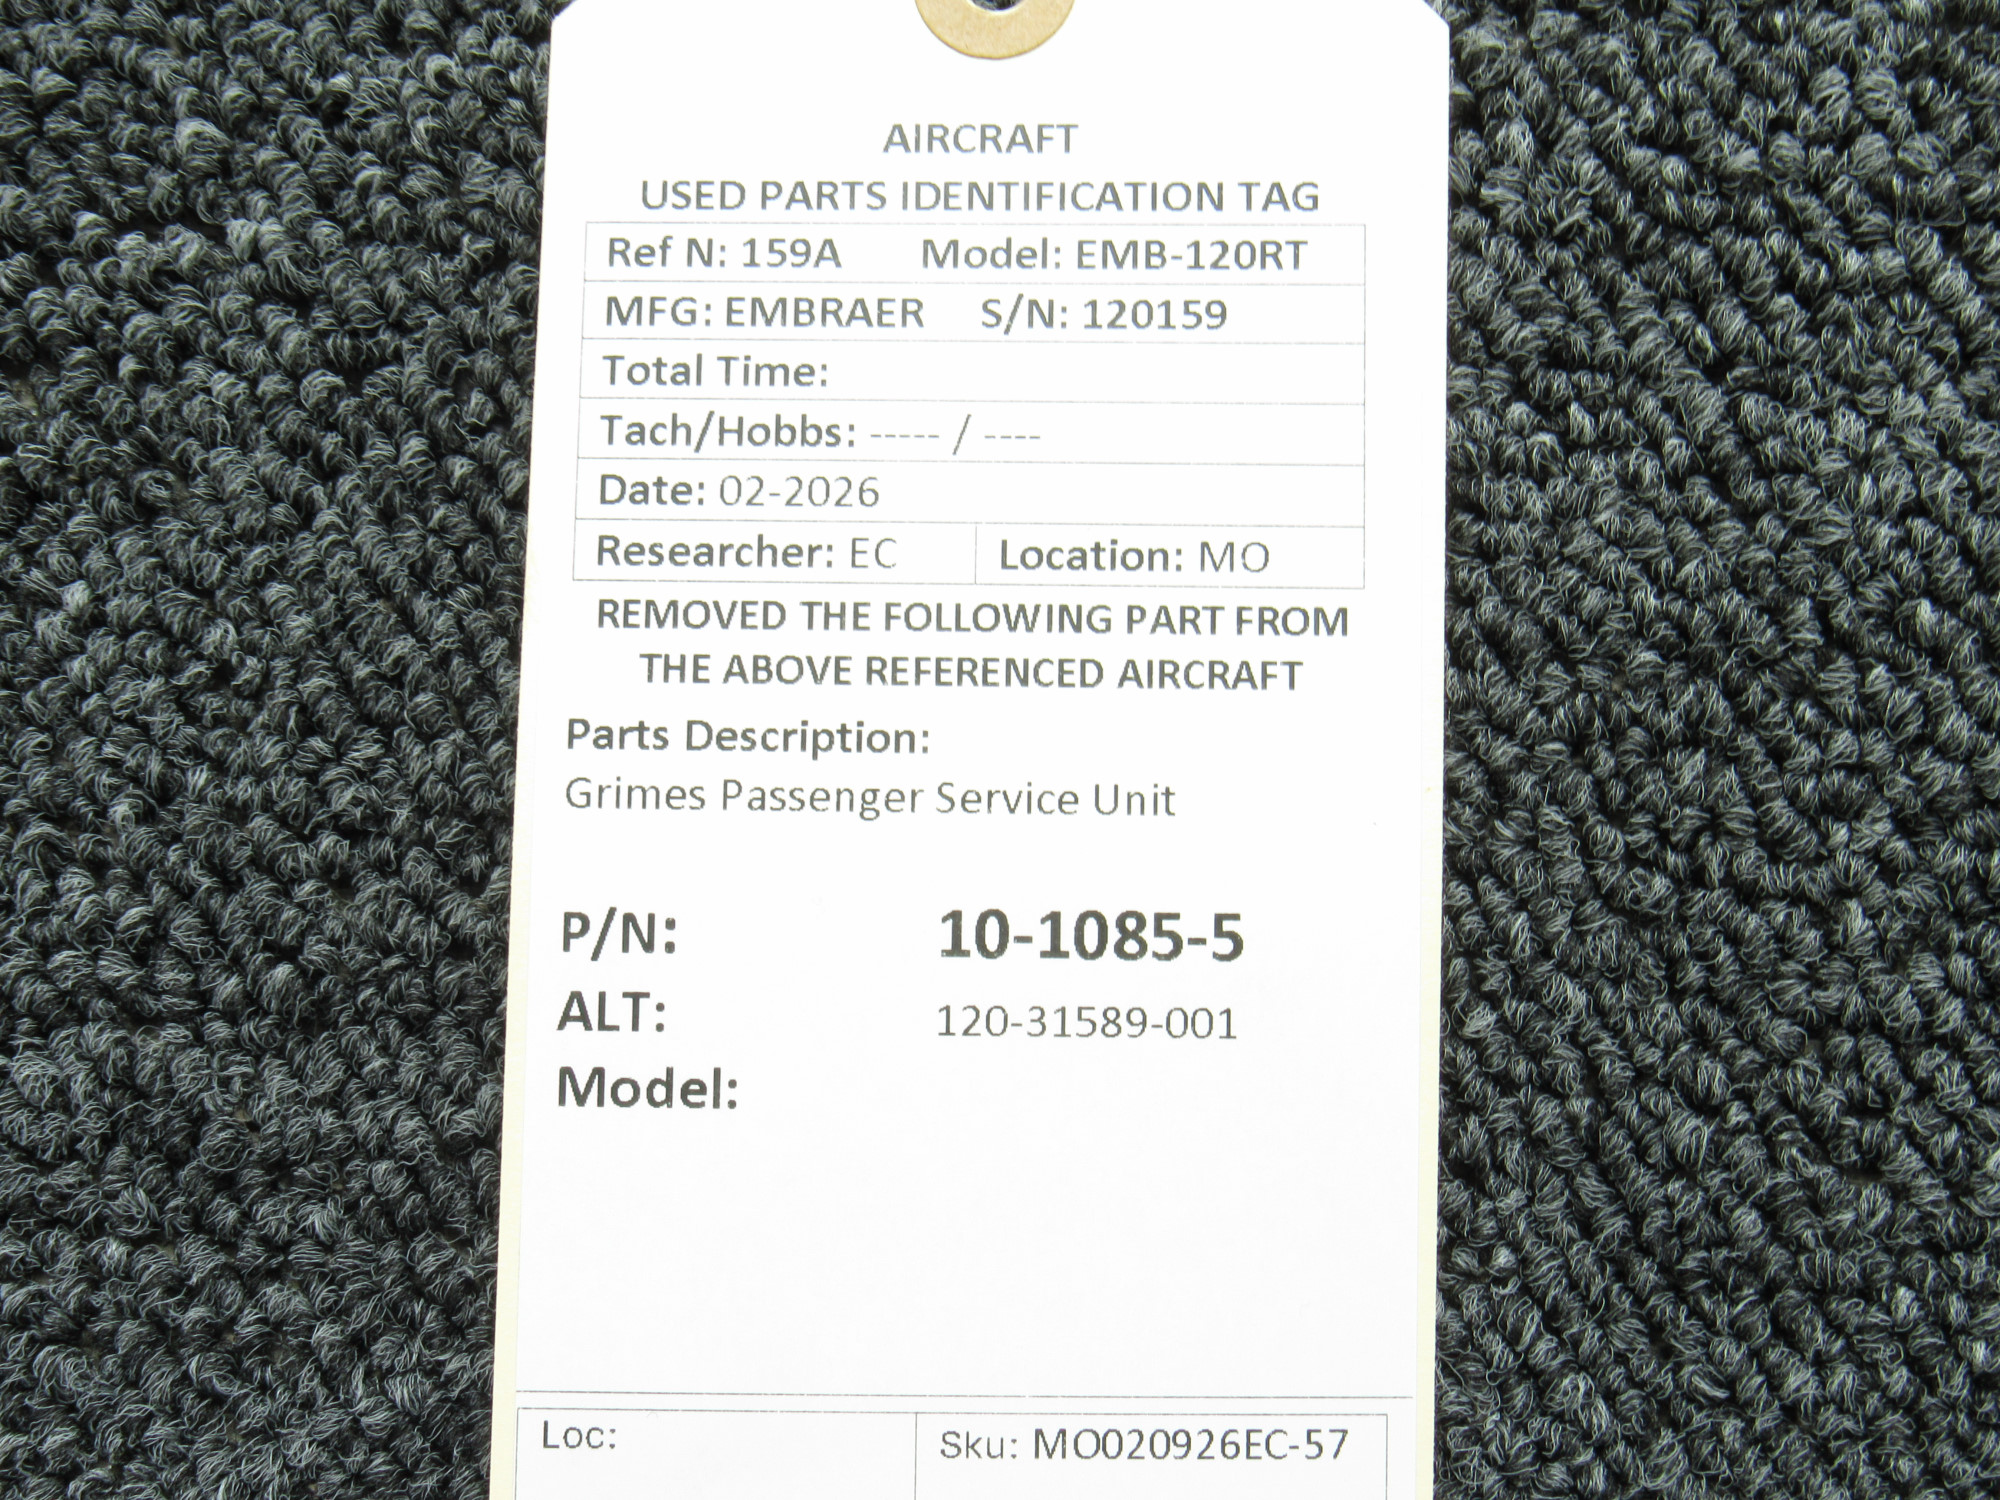 AIRCRAFT
USED PARTS IDENTIFICATION TAG
Ref N: 159A Model: EMB-120RT
MFG: EMBRAER S/N: 120159
Total Time:
Tach/Hobbs: ----- / ----
Date: 02-2026
Researcher: EC Location: MO
REMOVED THE FOLLOWING PART FROM
THE ABOVE REFERENCED AIRCRAFT
Parts Description:
Grimes Passenger Service Unit
P/N: 10-1085-5
ALT: 120-31589-001
Model:
Loc: Sku: MO020926EC-57